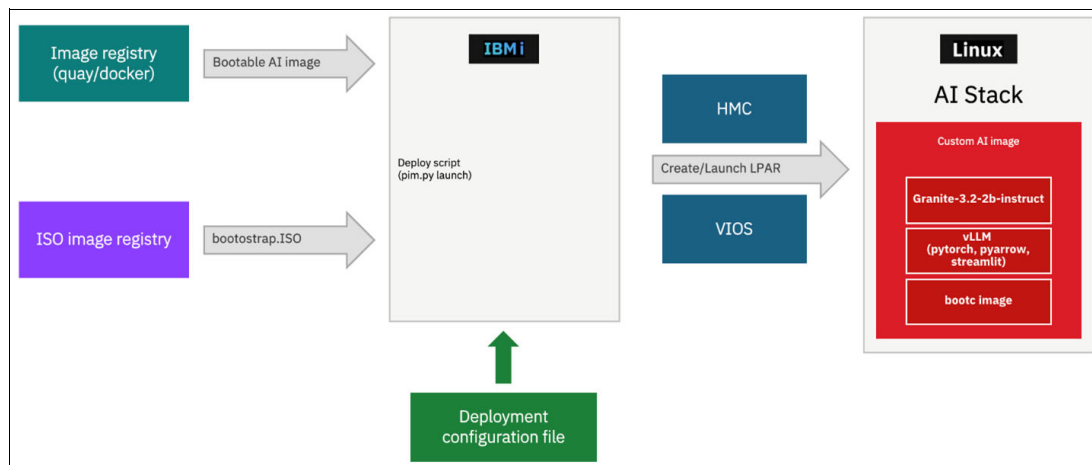 Image registry
(quay/docker)
Bootable AI image
ISO image registry
bootostrap.ISO
IBM i
Deploy script
(pim.py launch)
Deployment
configuration file
HMC
Create/Launch LPAR
VIOS
Linux
AI Stack
Custom AI image
Granite-3.2-2b-instruct
vLLM
(pytorch, pyarrow,
streamlit)
bootc image